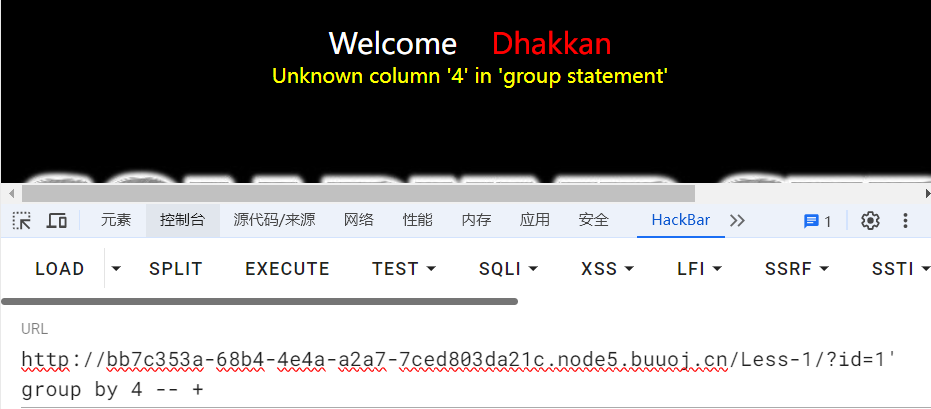 Welcome Dhakkan
Unknown column '4' in 'group statement'
元素 控制台 源代码/来源 网络 性能 内存 应用 安全 HackBar 1
LOAD SPLIT EXECUTE TEST SQLI XSS LFI SSRF SSTI
URL
http://bb7c353a-68b4-4e4a-a2a7-7ced803da21c.node5.buuoj.cn/Less-1/?id=1'
group by 4 -- +